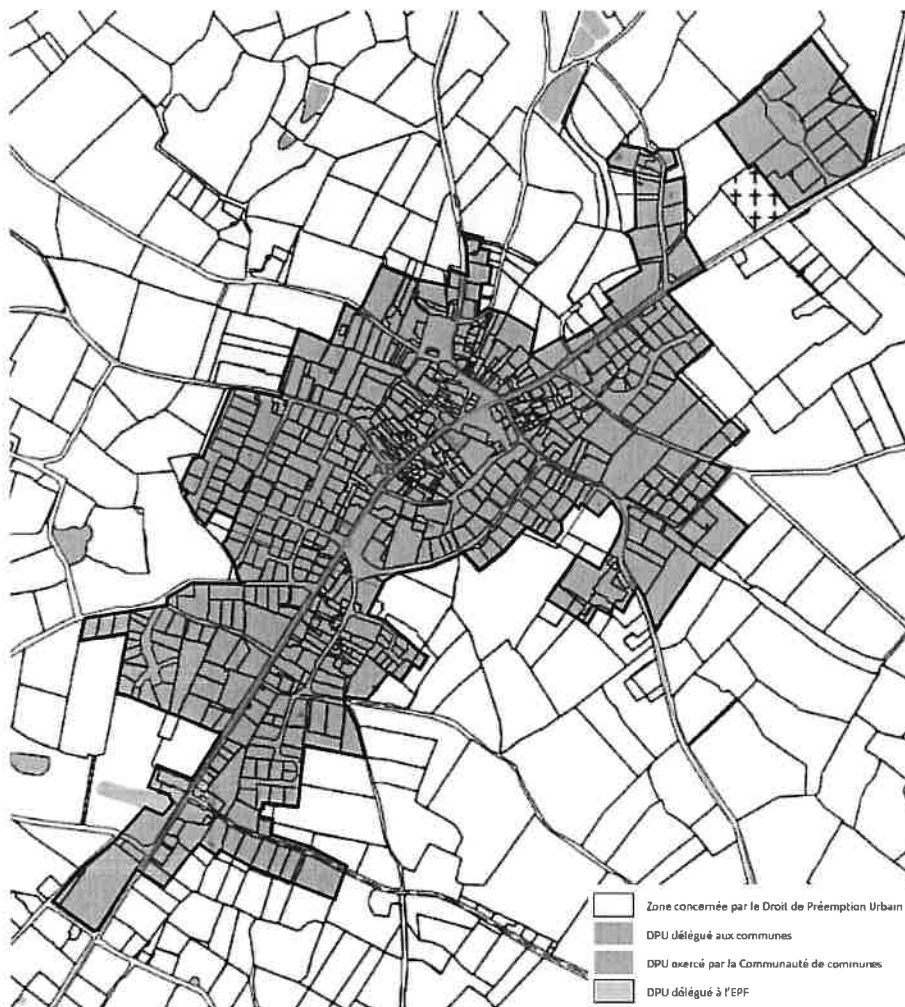 Zone concernée par le Droit de Préemption Urbain
DPU délégué aux communes
DPU exercé par la Communauté de communes
DPU délégué à l'EPF